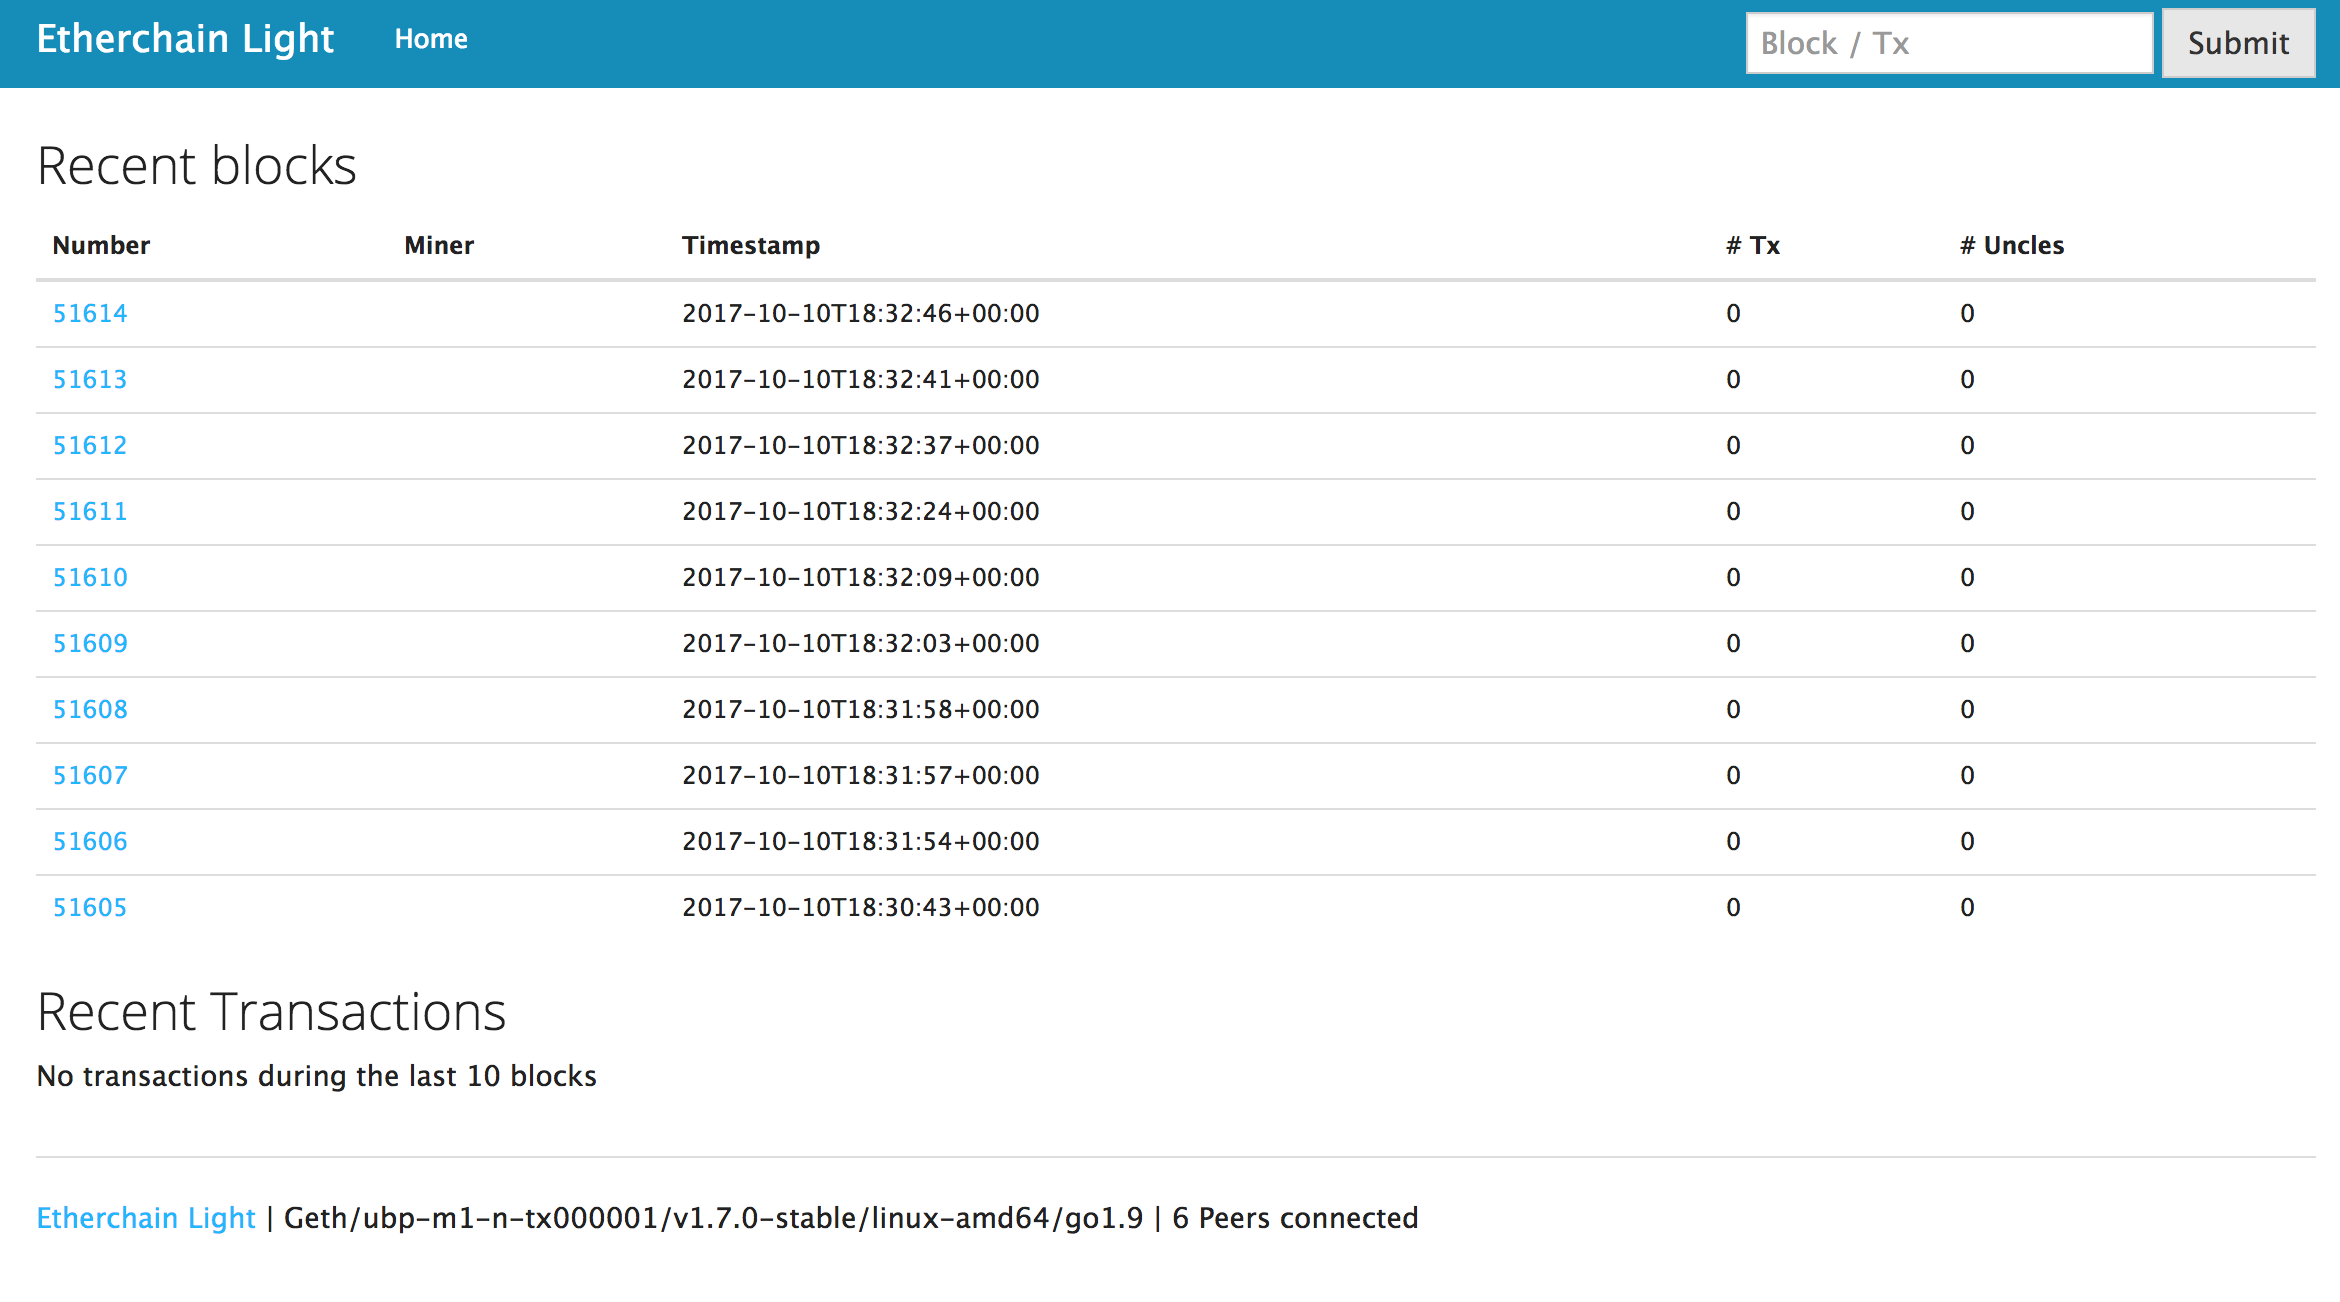 Etherchain Light Home Block / Tx Submit
Recent blocks
Number Miner Timestamp # Tx # Uncles
51614 2017-10-10T18:32:46+00:00 0 0
51613 2017-10-10T18:32:41+00:00 0 0
51612 2017-10-10T18:32:37+00:00 0 0
51611 2017-10-10T18:32:24+00:00 0 0
51610 2017-10-10T18:32:09+00:00 0 0
51609 2017-10-10T18:32:03+00:00 0 0
51608 2017-10-10T18:31:58+00:00 0 0
51607 2017-10-10T18:31:57+00:00 0 0
51606 2017-10-10T18:31:54+00:00 0 0
51605 2017-10-10T18:30:43+00:00 0 0
Recent Transactions
No transactions during the last 10 blocks
Etherchain Light | Geth/ubp-m1-n-tx000001/v1.7.0-stable/linux-amd64/go1.9 | 6 Peers connected